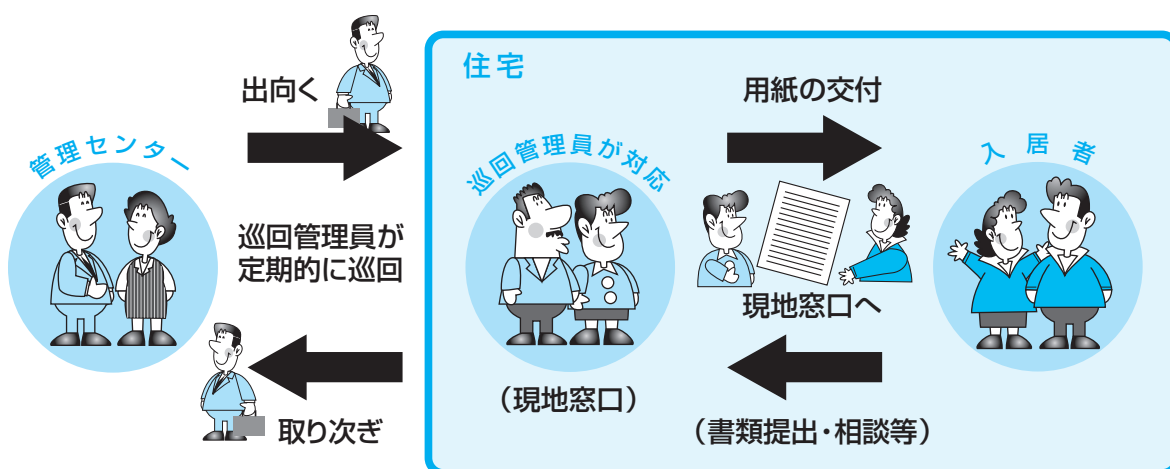 住宅
出向く
用紙の交付
管理センター
巡回管理員が対応
入居者
巡回管理員が
定期的に巡回
現地窓口へ
（現地窓口）
取り次ぎ
（書類提出・相談等）